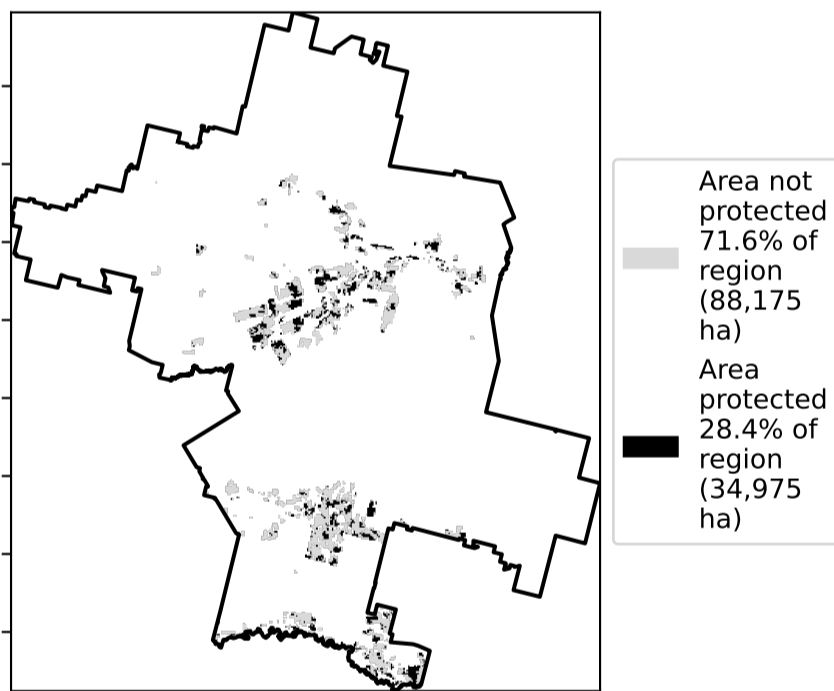 Area not
protected
71.6% of
region
(88,175
ha)
Area
protected
28.4% of
region
(34,975
ha)